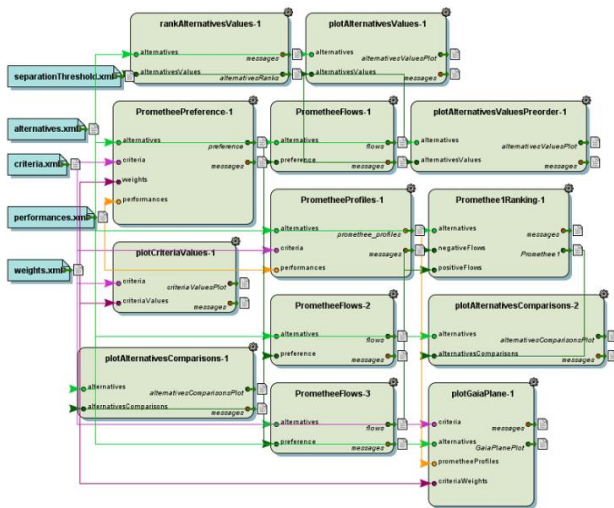 rankAlternativesValues-1
alternatives
messages
alternativesValues
alternativesRanks
plotAlternativesValues-1
alternatives
alternativesValuesPlot
alternativesValues
messages
separationThreshold.xml
alternatives.xml
criteria.xml
performances.xml
weights.xml
PrometheePreference-1
alternatives
preference
criteria
messages
weights
performances
PrometheeFlows-1
alternatives
flows
preference
messages
plotAlternativesValuesPreorder-1
alternatives
alternativesValuesPlot
alternativesValues
messages
PrometheeProfiles-1
alternatives
promethee_profiles
criteria
messages
performances
Promethee1Ranking-1
alternatives
messages
negativeFlows
Promethee1
positiveFlows
plotCriteriaValues-1
criteria
criteriaValuesPlot
criteriaValues
messages
PrometheeFlows-2
alternatives
flows
preference
messages
plotAlternativesComparisons-2
alternatives
alternativesComparisonsPlot
alternativesComparisons
messages
plotAlternativesComparisons-1
alternatives
alternativesComparisonsPlot
alternativesComparisons
messages
PrometheeFlows-3
alternatives
flows
preference
messages
plotGaiaPlane-1
criteria
messages
alternatives
GaiaPlanePlot
prometheeProfiles
criteriaWeights